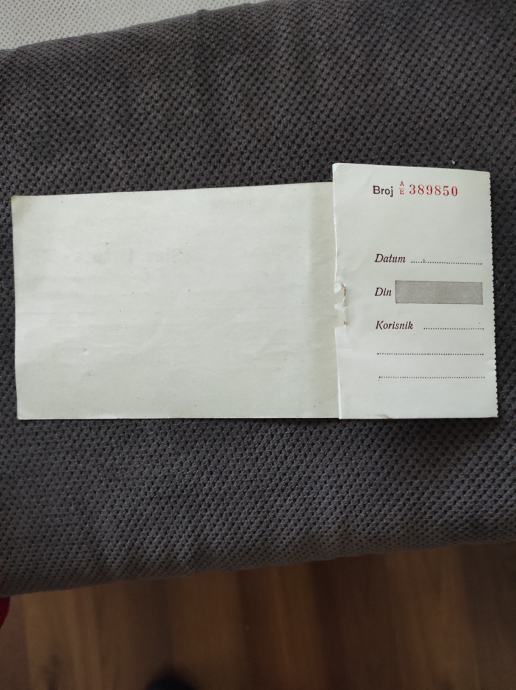 Broj A/E 389850
Datum
Din
Korisnik